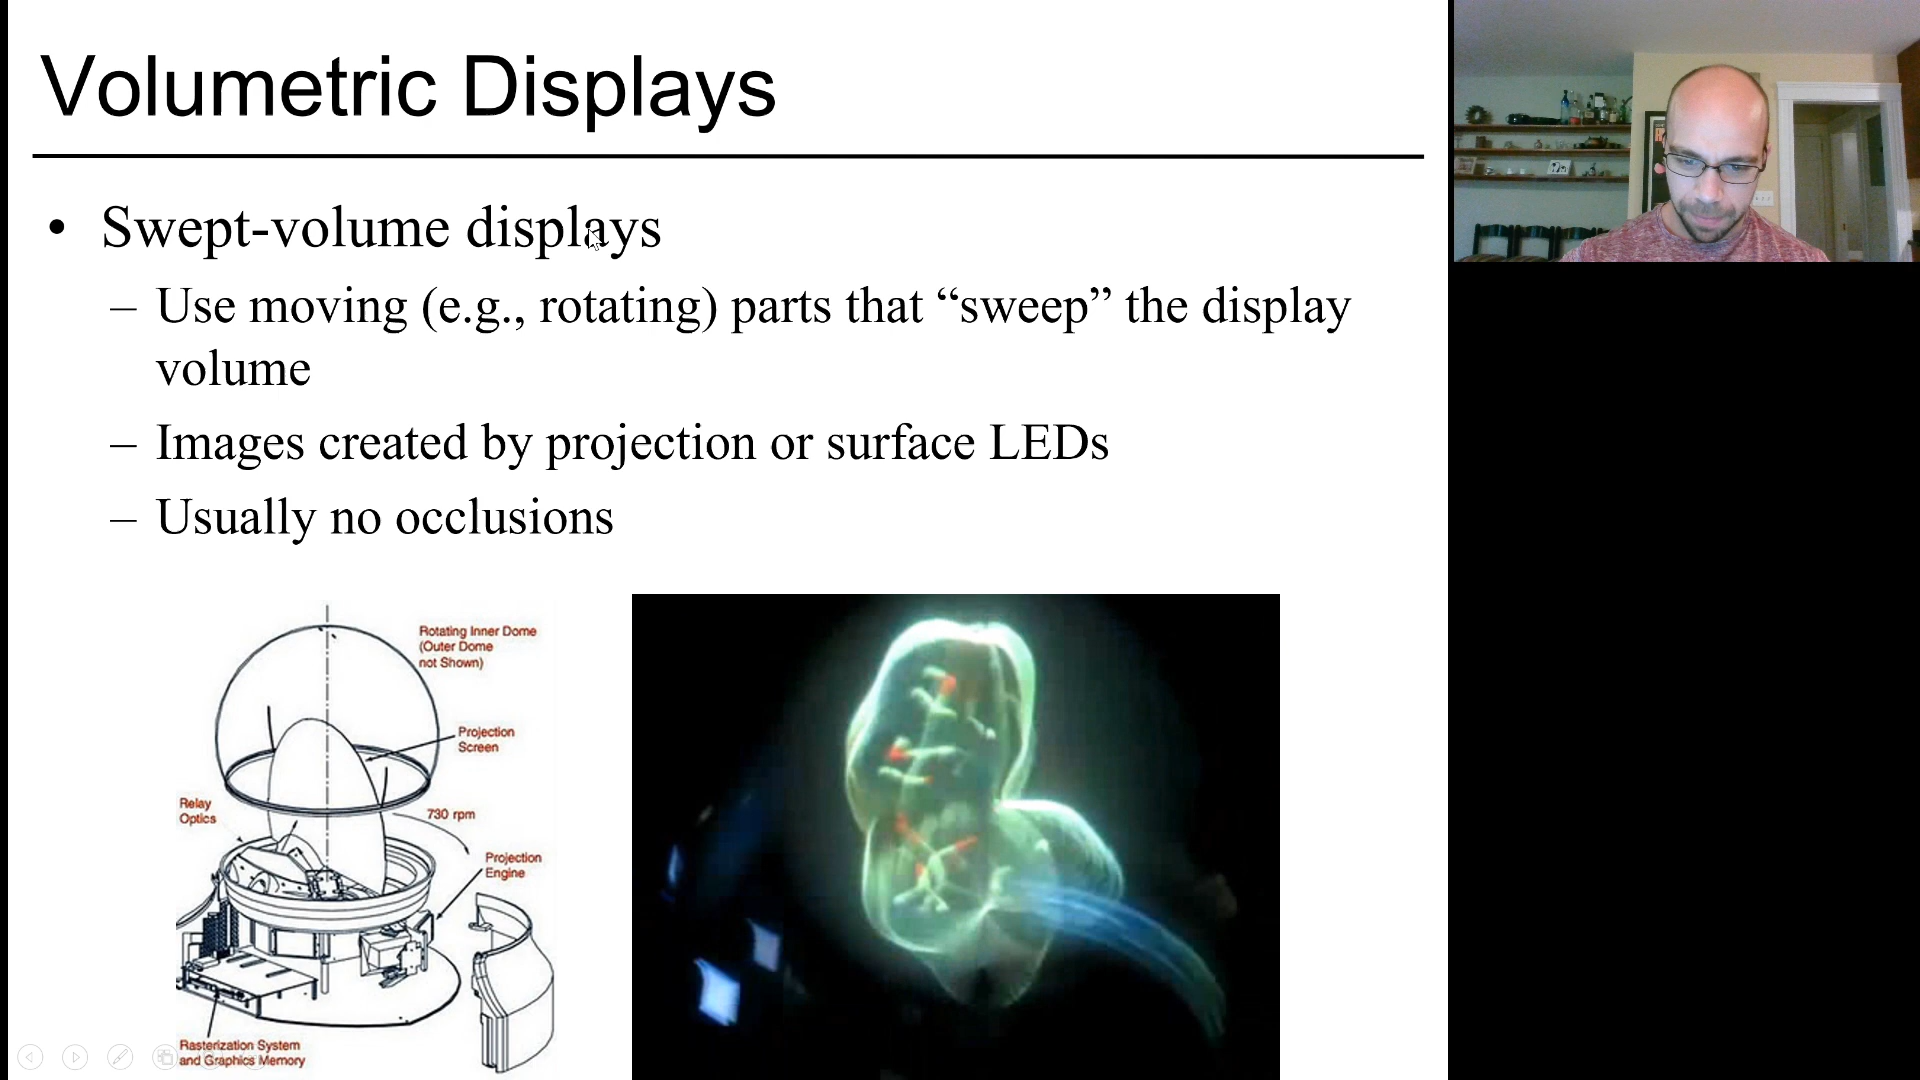 Volumetric Displays
• Swept-volume displays
– Use moving (e.g., rotating) parts that “sweep” the display
volume
– Images created by projection or surface LEDs
– Usually no occlusions
Rotating Inner Dome
(Outer Dome
not Shown)
Projection
Screen
Relay
Optics
730 rpm
Projection
Engine
Rasterization System
and Graphics Memory